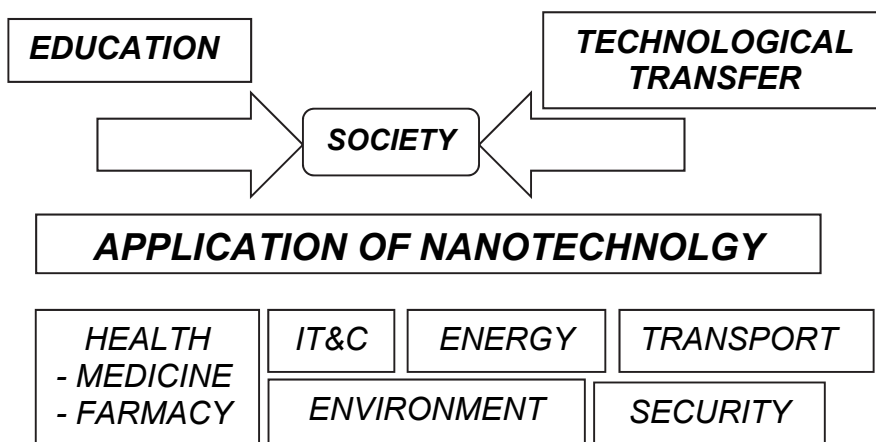 EDUCATION
TECHNOLOGICAL
TRANSFER
SOCIETY
APPLICATION OF NANOTECHNOLGY
HEALTH
- MEDICINE
- FARMACY
IT&C
ENERGY
TRANSPORT
ENVIRONMENT
SECURITY